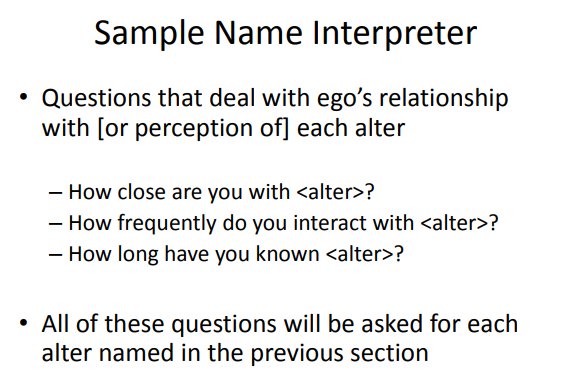 Sample Name Interpreter
• Questions that deal with ego’s relationship
with [or perception of] each alter
– How close are you with <alter>?
– How frequently do you interact with <alter>?
– How long have you known <alter>?
• All of these questions will be asked for each
alter named in the previous section